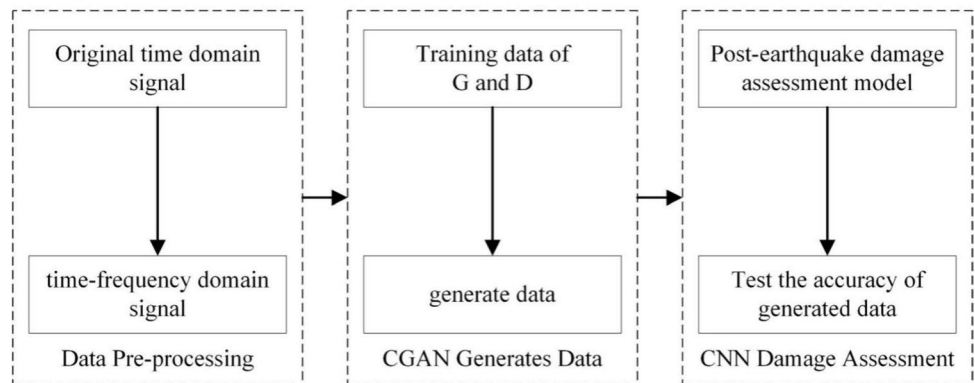 Original time domain
signal
time-frequency domain
signal
Data Pre-processing
Training data of
G and D
generate data
CGAN Generates Data
Post-earthquake damage
assessment model
Test the accuracy of
generated data
CNN Damage Assessment